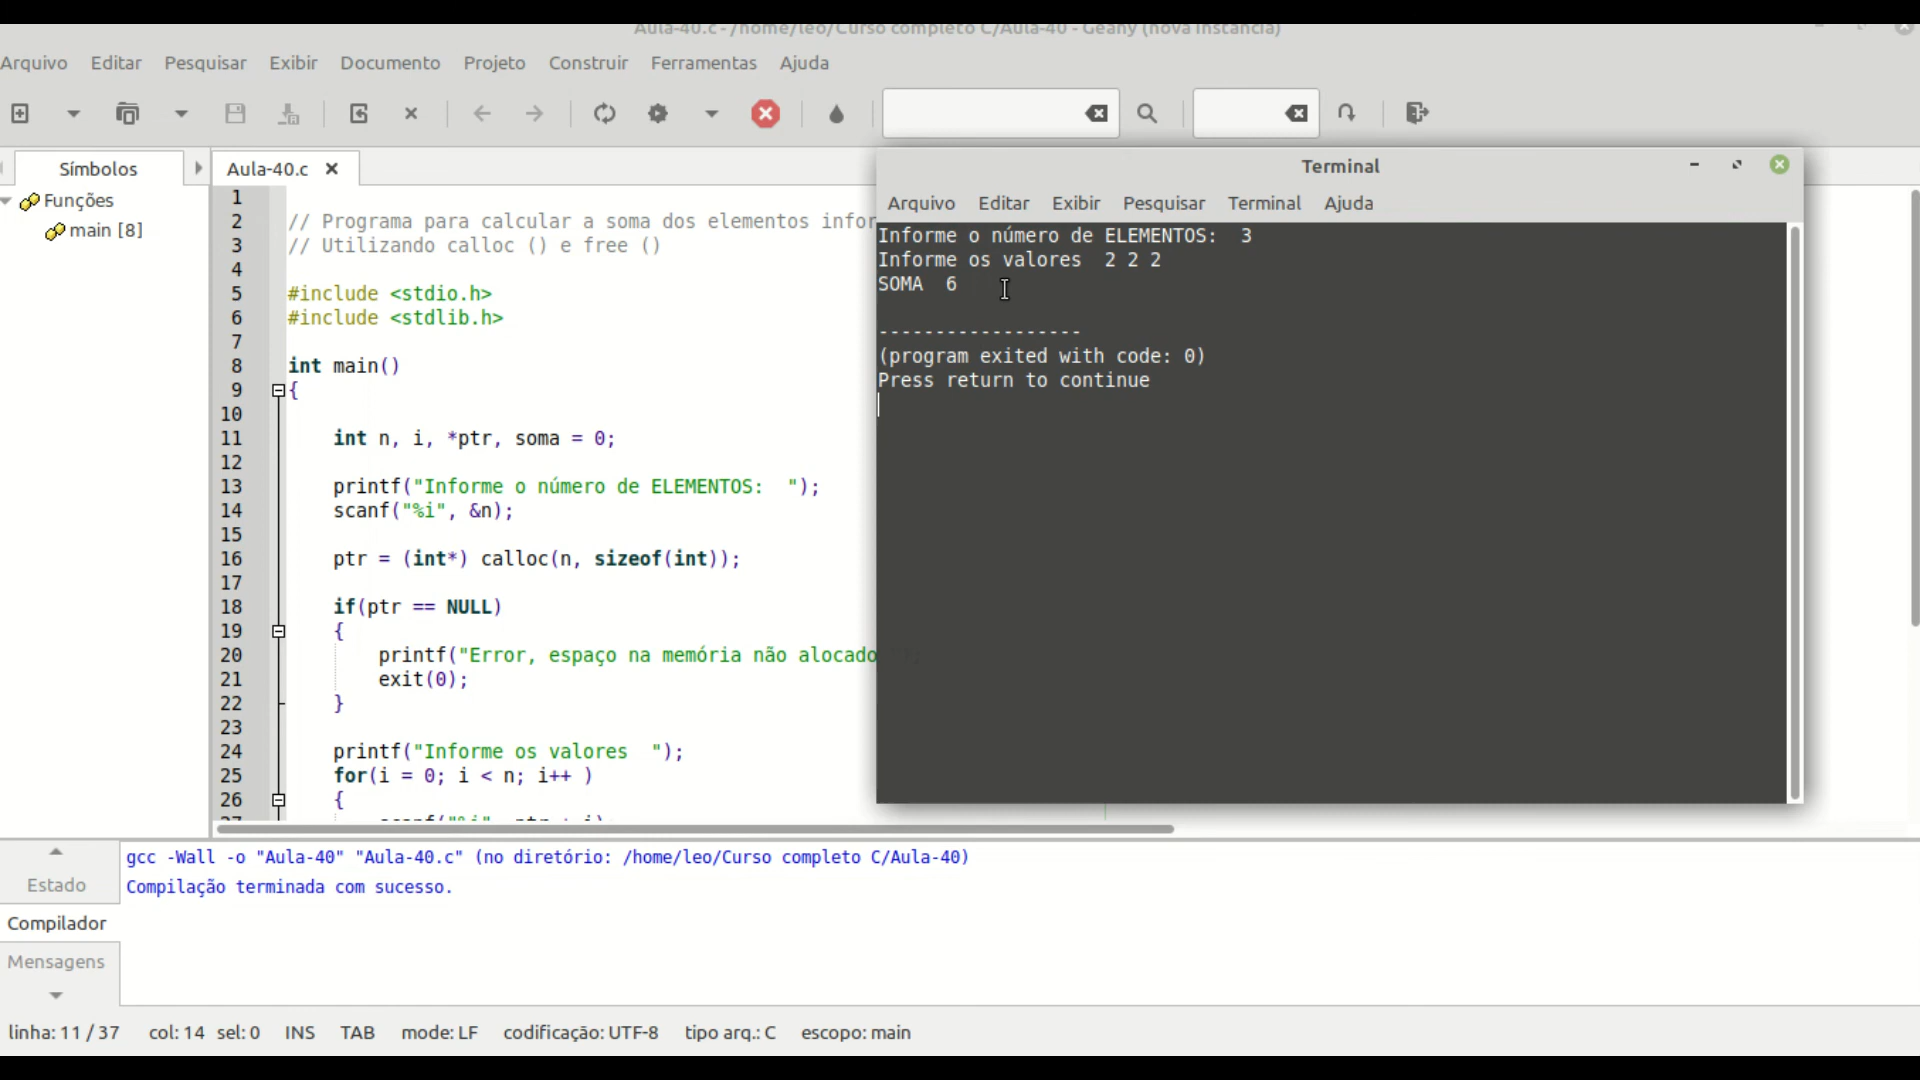 Aula-40.c - /home/leo/Curso completo C/Aula-40 - Geany (nova instância)
Arquivo Editar Pesquisar Exibir Documento Projeto Construir Ferramentas Ajuda
Símbolos
Funções
main [8]
Aula-40.c
1
2 // Programa para calcular a soma dos elementos infor
3 // Utilizando calloc () e free ()
4
5 #include <stdio.h>
6 #include <stdlib.h>
7
8 int main()
9 {
10
11 int n, i, *ptr, soma = 0;
12
13 printf("Informe o número de ELEMENTOS:  ");
14 scanf("%i", &n);
15
16 ptr = (int*) calloc(n, sizeof(int));
17
18 if(ptr == NULL)
19 {
20 printf("Error, espaço na memória não alocado
21 exit(0);
22 }
23
24 printf("Informe os valores  ");
25 for(i = 0; i < n; i++ )
26 {
Terminal
Arquivo Editar Exibir Pesquisar Terminal Ajuda
Informe o número de ELEMENTOS:  3
Informe os valores  2 2 2
SOMA  6
------------------
(program exited with code: 0)
Press return to continue
Estado
Compilador
Mensagens
gcc -Wall -o "Aula-40" "Aula-40.c" (no diretório: /home/leo/Curso completo C/Aula-40)
Compilação terminada com sucesso.
linha: 11 / 37 col: 14 sel: 0 INS TAB mode: LF codificação: UTF-8 tipo arq.: C escopo: main